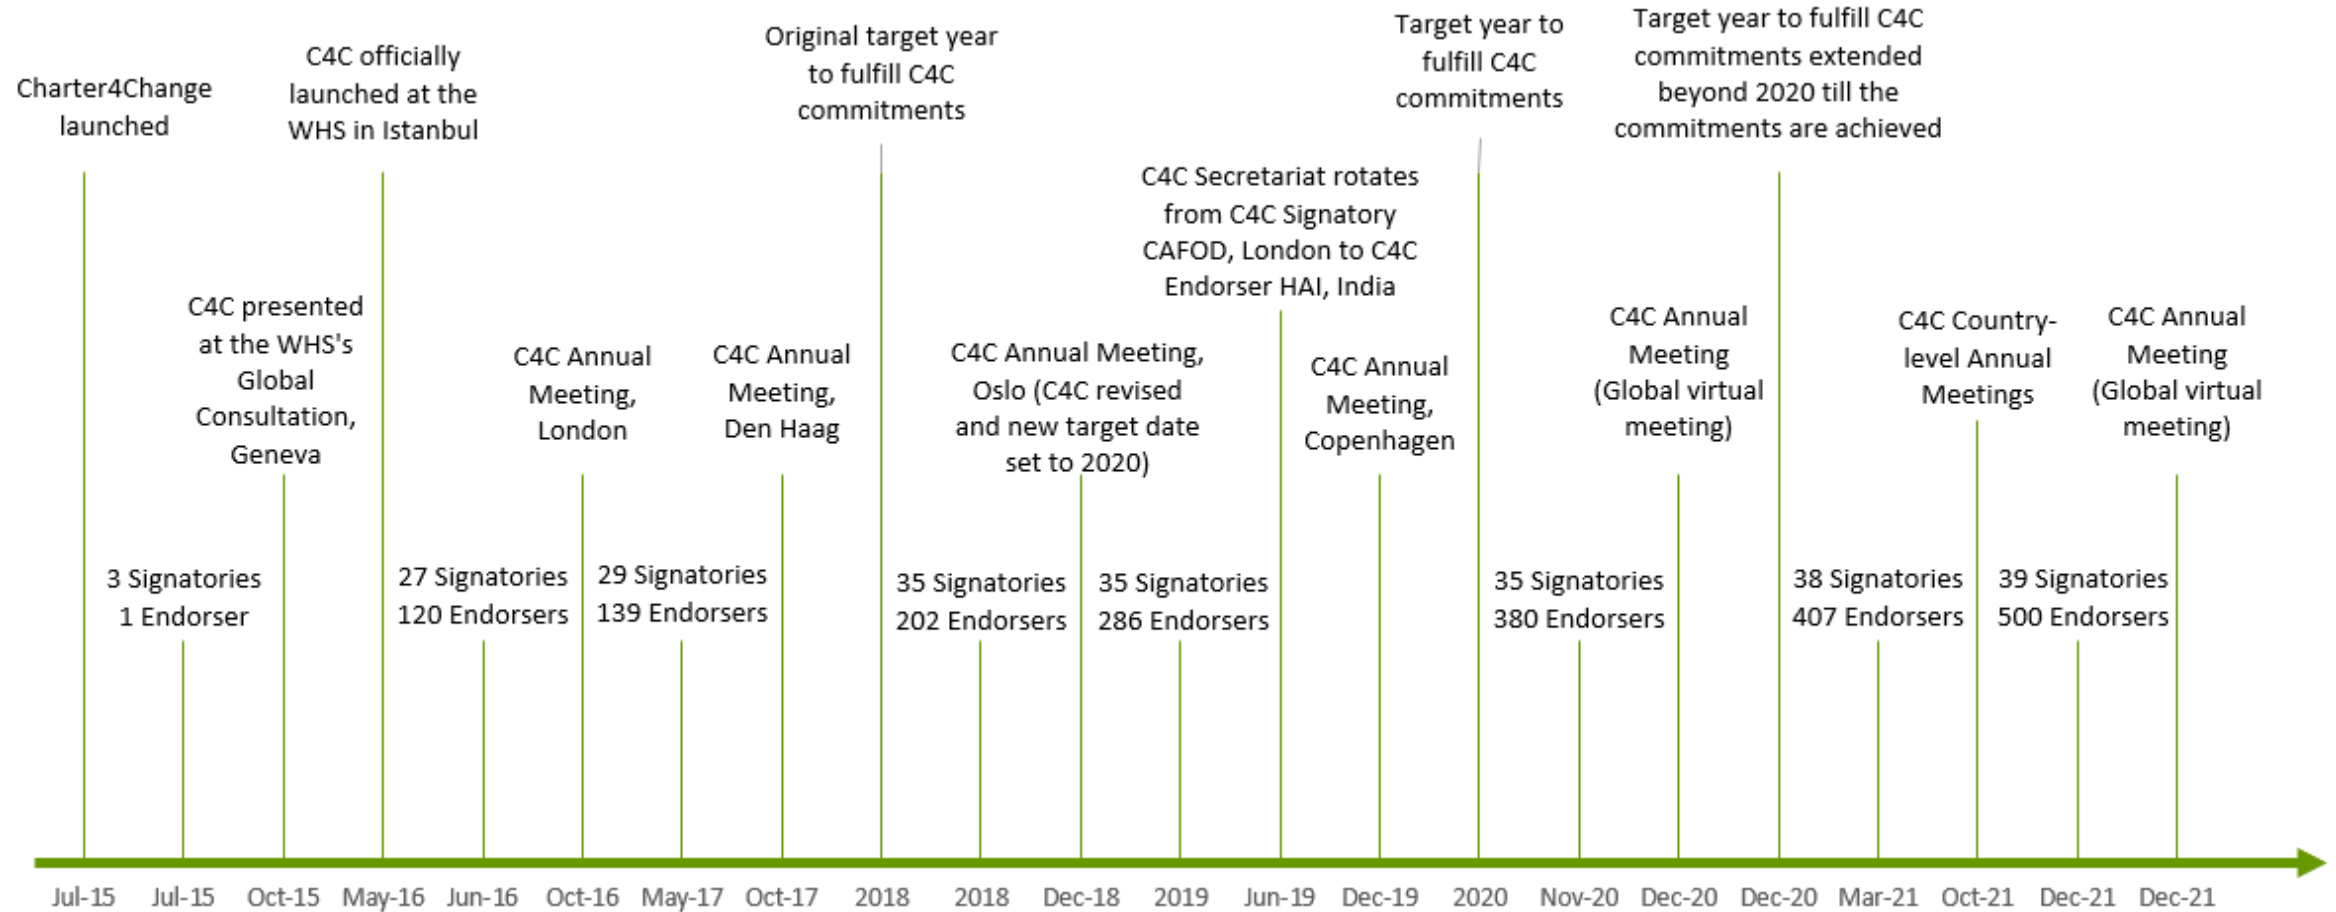 Charter4Change
launched
C4C presented
at the WHS's
Global
Consultation,
Geneva
C4C officially
launched at the
WHS in Istanbul
C4C Annual
Meeting,
London
C4C Annual
Meeting,
Den Haag
Original target year
to fulfill C4C
commitments
C4C Annual Meeting,
Oslo (C4C revised
and new target date
set to 2020)
C4C Secretariat rotates
from C4C Signatory
CAFOD, London to C4C
Endorser HAI, India
C4C Annual
Meeting,
Copenhagen
Target year to
fulfill C4C
commitments
C4C Annual
Meeting
(Global virtual
meeting)
Target year to fulfill C4C
commitments extended
beyond 2020 till the
commitments are achieved
C4C Country-
level Annual
Meetings
C4C Annual
Meeting
(Global virtual
meeting)
3 Signatories
1 Endorser
27 Signatories
120 Endorsers
29 Signatories
139 Endorsers
35 Signatories
202 Endorsers
35 Signatories
286 Endorsers
35 Signatories
380 Endorsers
38 Signatories
407 Endorsers
39 Signatories
500 Endorsers
Jul-15 Jul-15 Oct-15 May-16 Jun-16 Oct-16 May-17 Oct-17 2018 2018 Dec-18 2019 Jun-19 Dec-19 2020 Nov-20 Dec-20 Dec-20 Mar-21 Oct-21 Dec-21 Dec-21